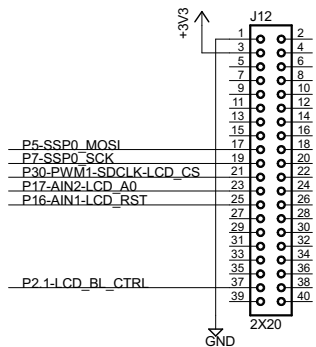 +3V3
J12
1 2
3 4
5 6
7 8
9 10
11 12
13 14
15 16
P5-SSP0_MOSI 17 18
P7-SSP0_SCK 19 20
P30-PWM1-SDCLK-LCD_CS 21 22
P17-AIN2-LCD_A0 23 24
P16-AIN1-LCD_RST 25 26
27 28
29 30
31 32
33 34
35 36
P2.1-LCD_BL_CTRL 37 38
39 40
2X20
GND